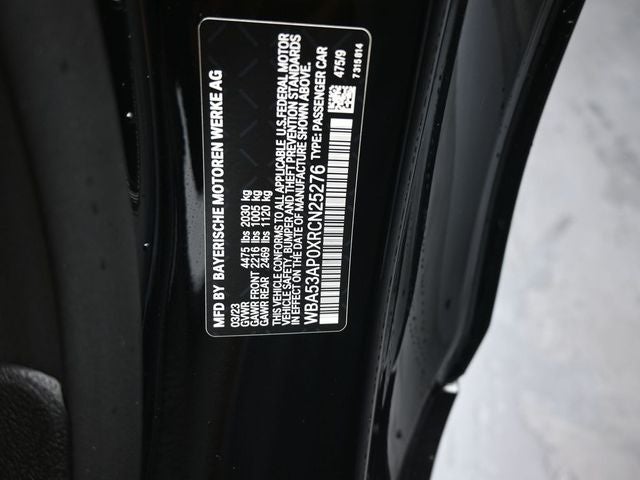 MFD BY BAYERISCHE MOTOREN WERKE AG
03/23
GVWR 4475 lbs 2030 kg
GAWR FRONT 2216 lbs 1005 kg
GAWR REAR 2469 lbs 1120 kg
THIS VEHICLE CONFORMS TO ALL APPLICABLE U.S.FEDERAL MOTOR
VEHICLE SAFETY, BUMPER AND THEFT PREVENTION STANDARDS
IN EFFECT ON THE DATE OF MANUFACTURE SHOWN ABOVE.
WBA53AP0XRCN25276 TYPE: PASSENGER CAR
475/9
7 315 814